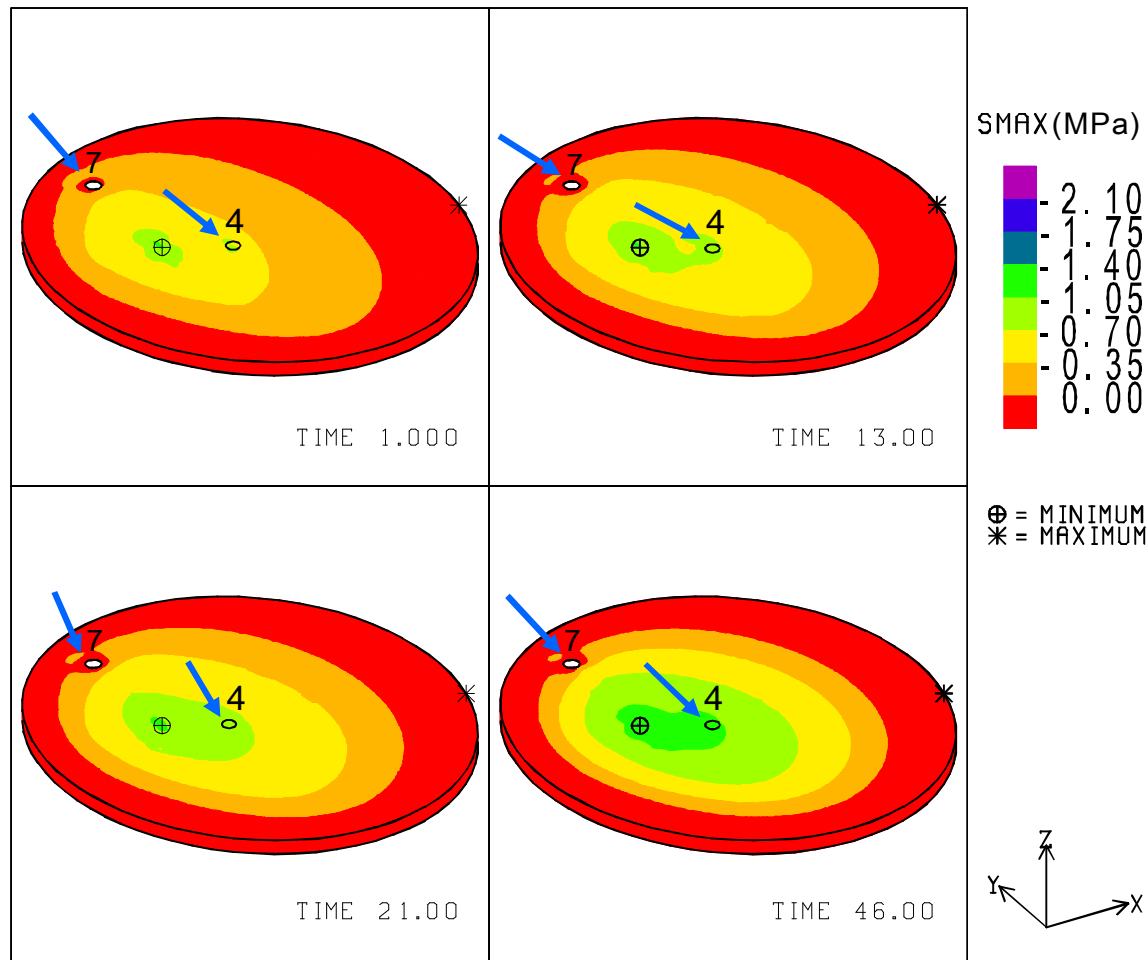 7
4
TIME 1.000
7
4
TIME 13.00
SMAX(MPa)
2.10
1.75
1.40
1.05
0.70
0.35
0.00
⊕ = MINIMUM
✳ = MAXIMUM
7
4
TIME 21.00
7
4
TIME 46.00
Z
Y
X